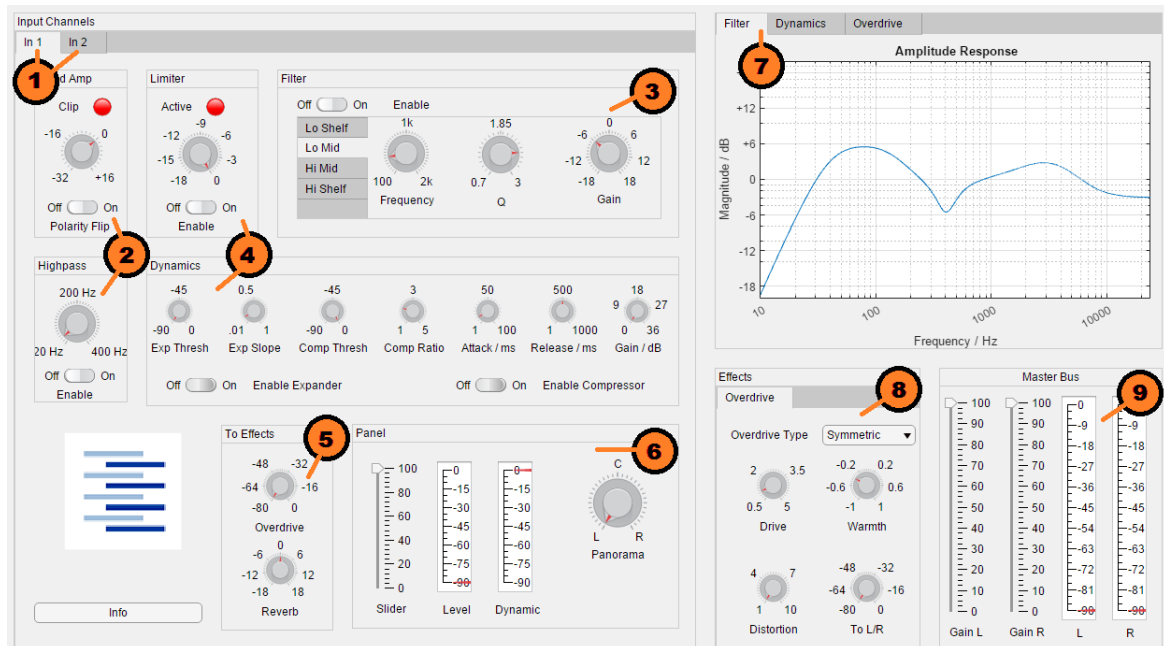 Input Channels
In 1 In 2
1
d Amp
Clip
-16 0
-32 +16
Off On
Polarity Flip
2
Limiter
Active
-9
-12 -6
-15 -3
-18 0
Off On
Enable
Filter
Off On Enable
3
Lo Shelf
Lo Mid
Hi Mid
Hi Shelf
1k
100 2k
Frequency
1.85
0.7 3
Q
0
-6 6
-12 12
-18 18
Gain
4
Highpass
200 Hz
20 Hz 400 Hz
Off On
Enable
Dynamics
-45 0.5 -45 3 50 500 18
9 27
-90 0 .01 1 -90 0 1 5 1 100 1 1000 0 36
Exp Thresh Exp Slope Comp Thresh Comp Ratio Attack / ms Release / ms Gain / dB
Off On Enable Expander Off On Enable Compressor
Info
To Effects
5
-48 -32
-64 -16
-80 0
Overdrive
0
-6 6
-12 12
-18 18
Reverb
Panel
6
100
80
60
40
20
0
Slider
0
-15
-30
-45
-60
-75
-90
Level
0
-15
-30
-45
-60
-75
-90
Dynamic
C
L R
Panorama
Filter Dynamics Overdrive
7
Amplitude Response
Magnitude / dB
+12
+6
0
-6
-12
-18
10 100 1000 10000
Frequency / Hz
Effects
8
Overdrive
Overdrive Type Symmetric
2 3.5
0.5 5
Drive
-0.2 0.2
-0.6 0.6
-1 1
Warmth
4 7
1 10
Distortion
-48 -32
-64 -16
-80 0
To L/R
Master Bus
9
100 100 0 0
90 90 -9 -9
80 80 -18 -18
70 70 -27 -27
60 60 -36 -36
50 50 -45 -45
40 40 -54 -54
30 30 -63 -63
20 20 -72 -72
10 10 -81 -81
0 0 -90 -90
Gain L Gain R L R